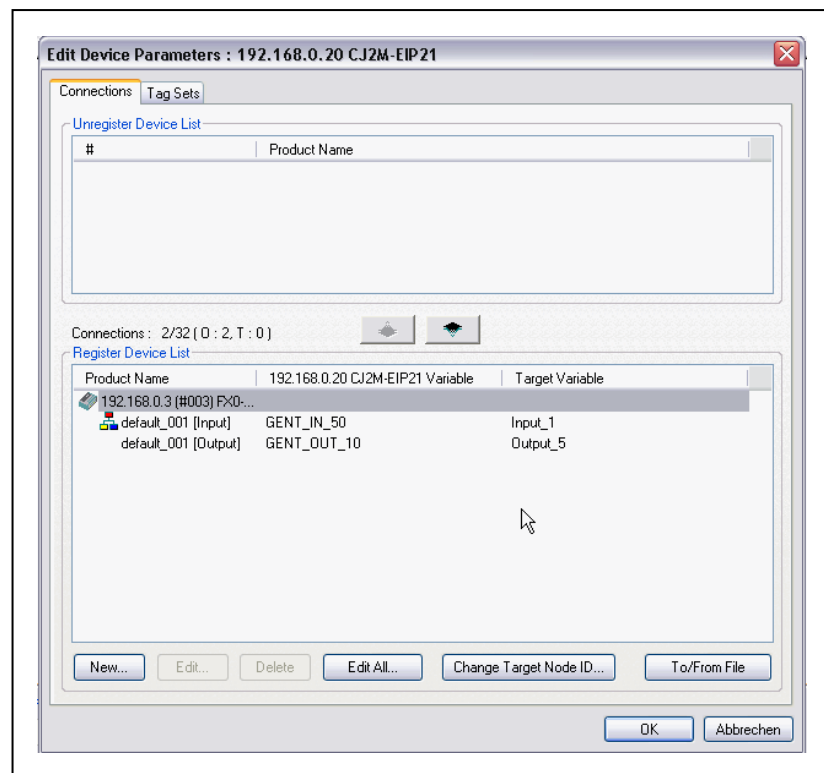 Edit Device Parameters : 192.168.0.20 CJ2M-EIP21
Connections Tag Sets
Unregister Device List
# Product Name
Connections : 2/32 ( O : 2, T : 0 )
Register Device List
Product Name 192.168.0.20 CJ2M-EIP21 Variable Target Variable
192.168.0.3 (#003) FX0-...
default_001 [Input] GENT_IN_50 Input_1
default_001 [Output] GENT_OUT_10 Output_5
New... Edit... Delete Edit All... Change Target Node ID... To/From File
OK Abbrechen